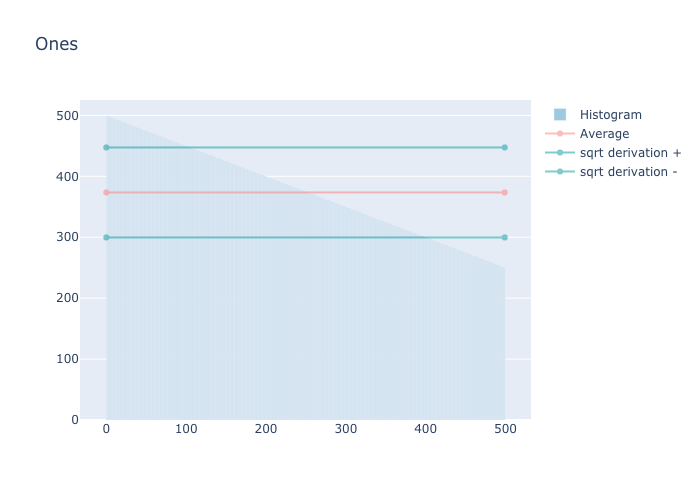 Ones
500
400
300
200
100
0
0 100 200 300 400 500
Histogram
Average
sqrt derivation +
sqrt derivation -